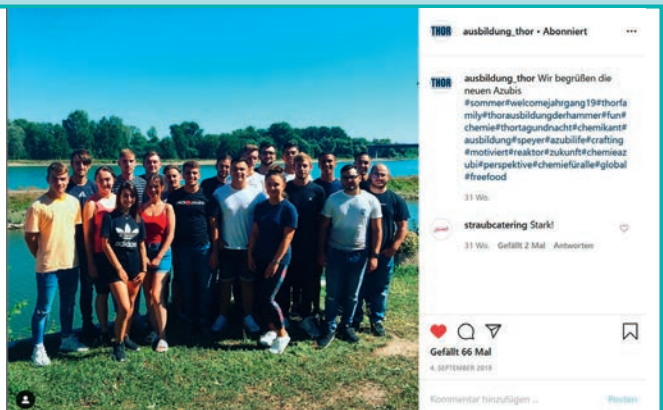 THOR
ausbildung_thor • Abonniert
THOR
ausbildung_thor Wir begrüßen die
neuen Azubis
#sommer#welcomejahrgang19#thorfa
mily#thorausbildungderhammer#fun#
chemie#thortagundnacht#chemikant#
ausbildung#speyer#azubilife#crafting
#motiviert#reaktor#zukunft#chemieaz
ubi#perspektive#chemiefüralle#global
#freefood
31 Wo.
straubcatering Stark!
31 Wo. Gefällt 2 Mal Antworten
Gefällt 66 Mal
4. SEPTEMBER 2019
Kommentar hinzufügen ...
Posten
adidas